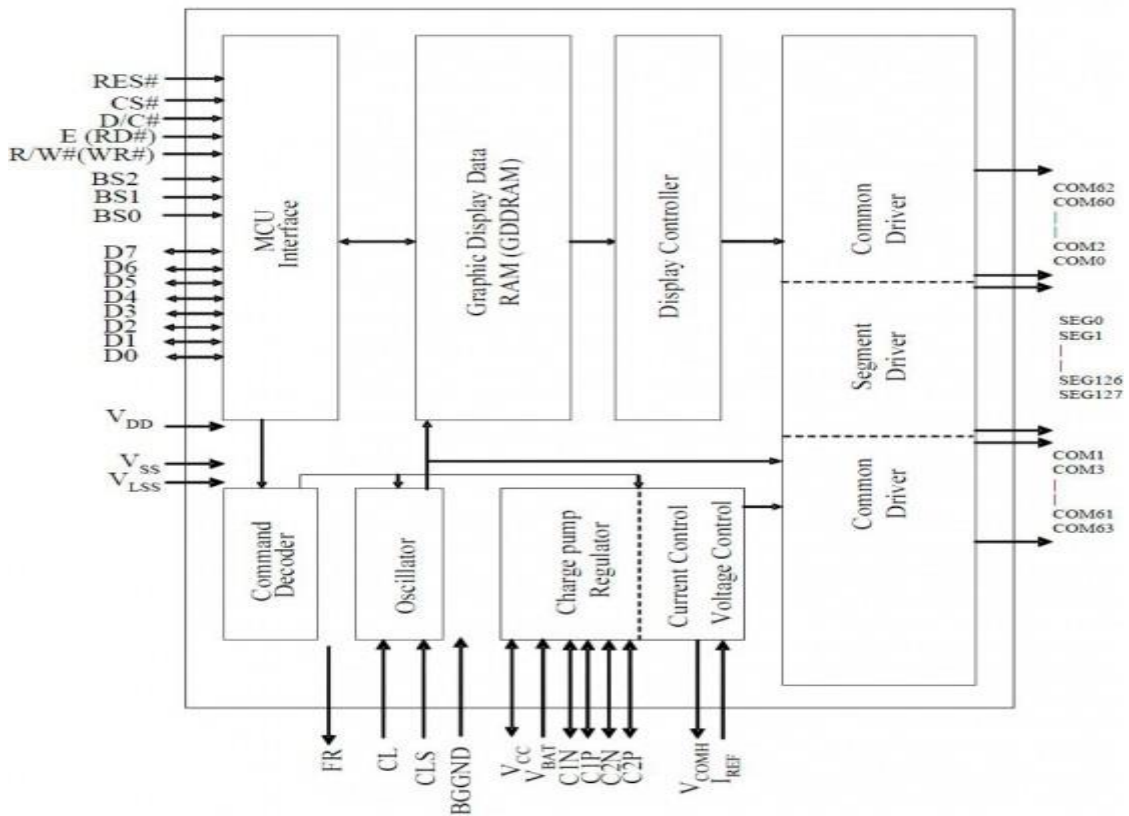 RES#
CS#
D/C#
E (RD#)
R/W#(WR#)
BS2
BS1
BS0
D7
D6
D5
D4
D3
D2
D1
D0
VDD
VSS
VLSS
MCU
Interface
Graphic Display Data
RAM (GDDRAM)
Display Controller
Common
Driver
Segment
Driver
Common
Driver
COM62
COM60
COM2
COM0
SEG0
SEG1
SEG126
SEG127
COM1
COM3
COM61
COM63
Command
Decoder
Oscillator
Charge pump
Regulator
Current Control
Voltage Control
FR
CL
CLS
BGGND
VCC
VBAT
C1N
C1P
C2N
C2P
VCOMH
IREF